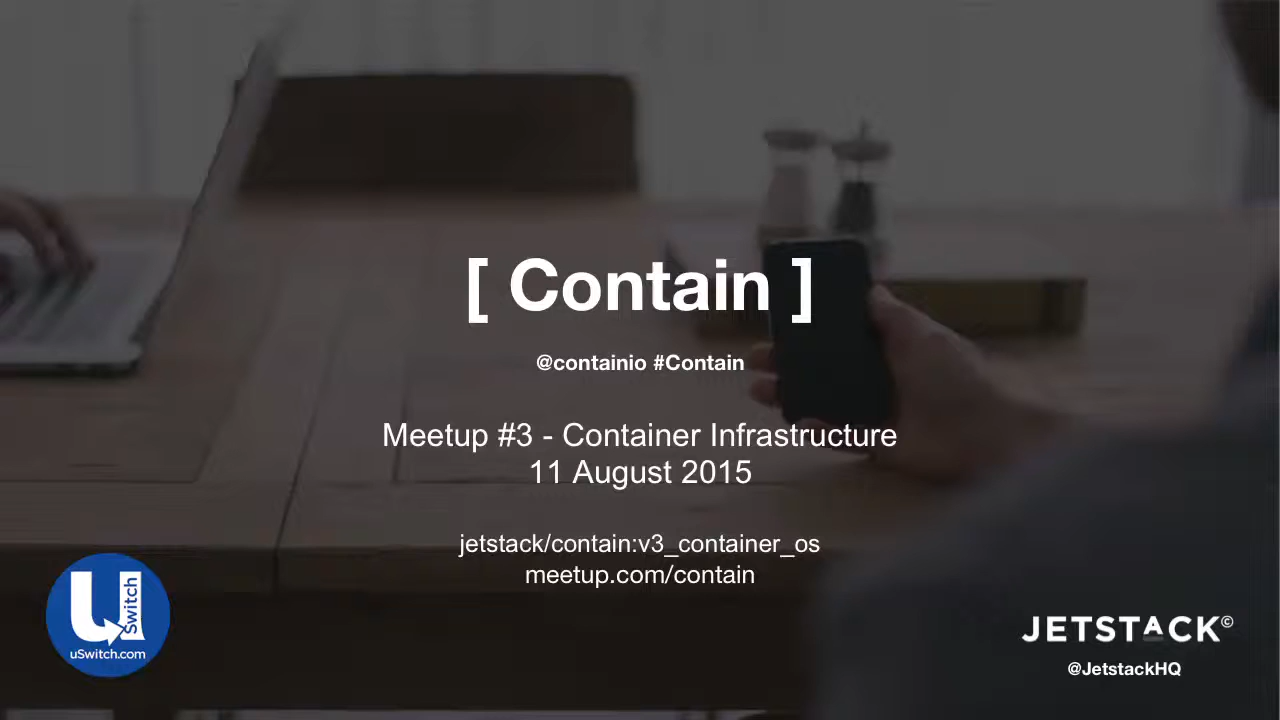 [ Contain ]
@containio #Contain
Meetup #3 - Container Infrastructure
11 August 2015
jetstack/contain:v3_container_os
meetup.com/contain
uSwitch
uSwitch.com
JETSTACK©
@JetstackHQ